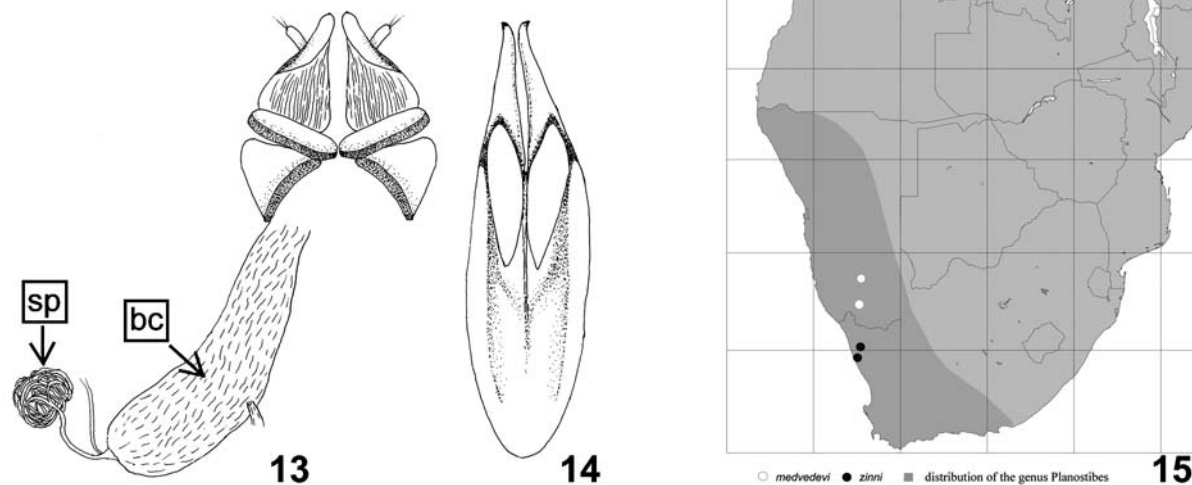 sp
bc
13
14
medvedevi zinni distribution of the genus Planostibes
15